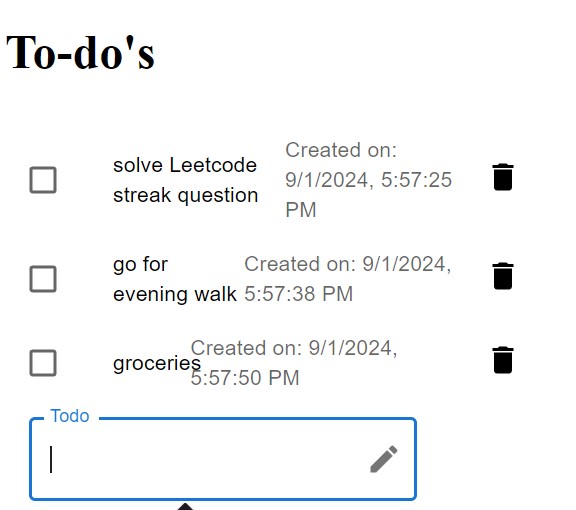 To-do's
solve Leetcode
streak question
Created on:
9/1/2024, 5:57:25
PM
go for
evening walk
Created on: 9/1/2024,
5:57:38 PM
groceries
Created on: 9/1/2024,
5:57:50 PM
Todo